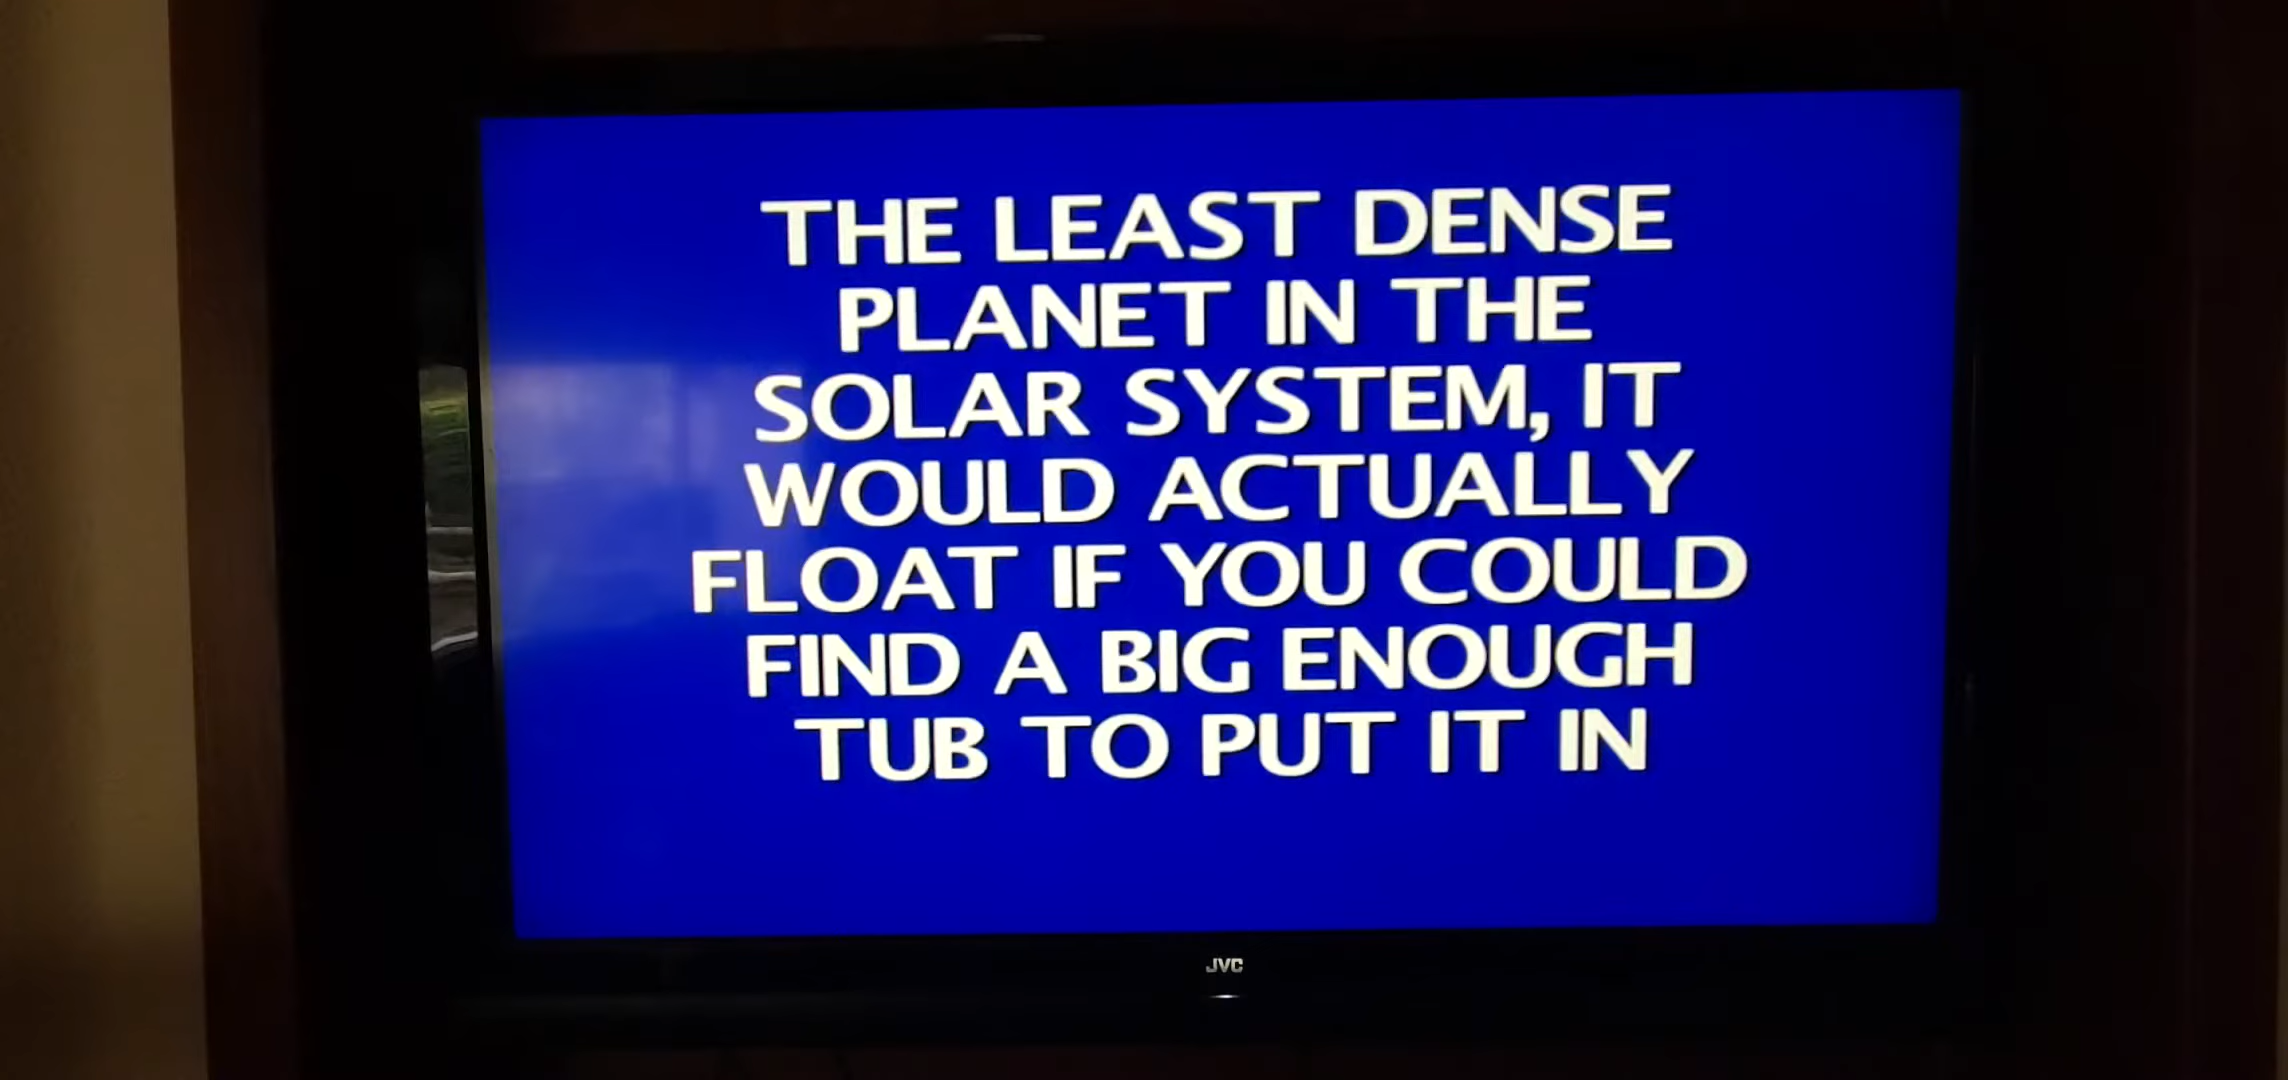 THE LEAST DENSE
PLANET IN THE
SOLAR SYSTEM, IT
WOULD ACTUALLY
FLOAT IF YOU COULD
FIND A BIG ENOUGH
TUB TO PUT IT IN
JVC